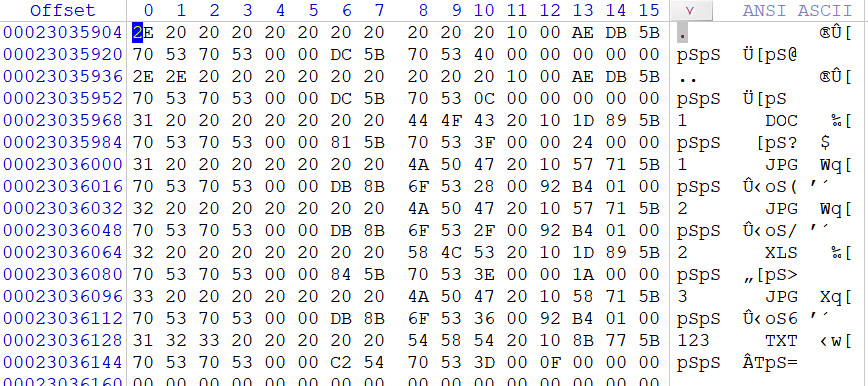 Offset 0 1 2 3 4 5 6 7 8 9 10 11 12 13 14 15 ANSI ASCII
00023035904 2E 20 20 20 20 20 20 20 20 20 20 10 00 AE DB 5B . ®Û[
00023035920 70 53 70 53 00 00 DC 5B 70 53 40 00 00 00 00 00 pSpS Ü[pS@
00023035936 2E 2E 20 20 20 20 20 20 20 20 20 10 00 AE DB 5B .. ®Û[
00023035952 70 53 70 53 00 00 DC 5B 70 53 0C 00 00 00 00 00 pSpS Ü[pS
00023035968 31 20 20 20 20 20 20 20 44 4F 43 20 10 1D 89 5B 1 DOC ‰[
00023035984 70 53 70 53 00 00 81 5B 70 53 3F 00 00 24 00 00 pSpS [pS? $
00023036000 31 20 20 20 20 20 20 20 4A 50 47 20 10 57 71 5B 1 JPG Wq[
00023036016 70 53 70 53 00 00 DB 8B 6F 53 28 00 92 B4 01 00 pSpS Û‹oS( ’´
00023036032 32 20 20 20 20 20 20 20 4A 50 47 20 10 57 71 5B 2 JPG Wq[
00023036048 70 53 70 53 00 00 DB 8B 6F 53 2F 00 92 B4 01 00 pSpS Û‹oS/ ’´
00023036064 32 20 20 20 20 20 20 20 58 4C 53 20 10 1D 89 5B 2 XLS ‰[
00023036080 70 53 70 53 00 00 84 5B 70 53 3E 00 00 1A 00 00 pSpS „[pS>
00023036096 33 20 20 20 20 20 20 20 4A 50 47 20 10 58 71 5B 3 JPG Xq[
00023036112 70 53 70 53 00 00 DB 8B 6F 53 36 00 92 B4 01 00 pSpS Û‹oS6 ’´
00023036128 31 32 33 20 20 20 20 20 54 58 54 20 10 8B 77 5B 123 TXT ‹w[
00023036144 70 53 70 53 00 00 C2 54 70 53 3D 00 0F 00 00 00 pSpS ÂTpS=
00023036160 00 00 00 00 00 00 00 00 00 00 00 00 00 00 00 00